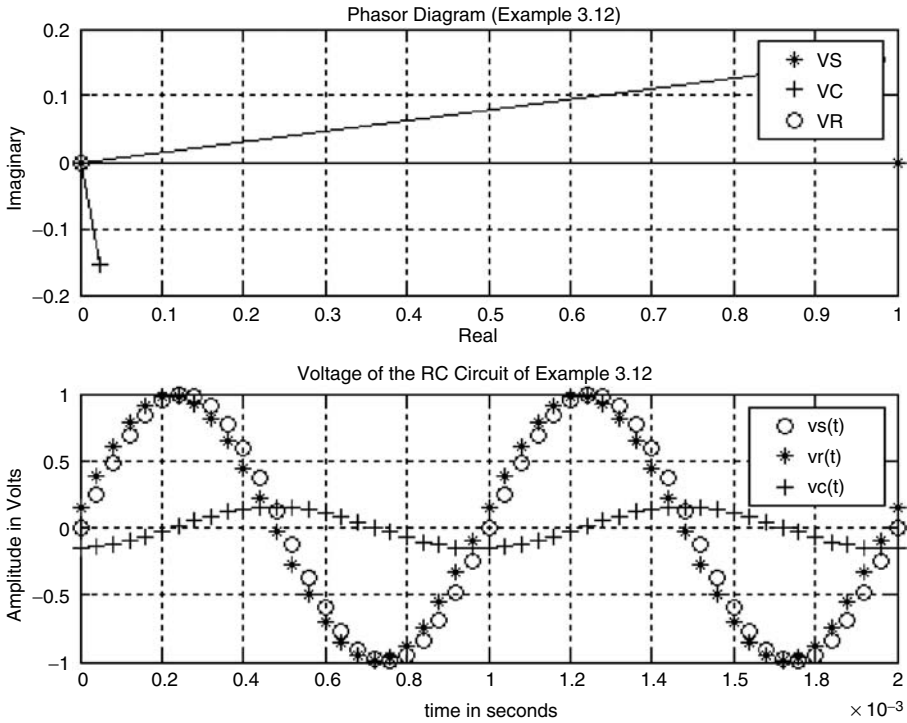 Phasor Diagram (Example 3.12)
0.2
0.1
0
−0.1
−0.2
Imaginary
VS
VC
VR
0 0.1 0.2 0.3 0.4 0.5 0.6 0.7 0.8 0.9 1
Real
Voltage of the RC Circuit of Example 3.12
1
0.5
0
−0.5
−1
Amplitude in Volts
vs(t)
vr(t)
vc(t)
0 0.2 0.4 0.6 0.8 1 1.2 1.4 1.6 1.8 2
time in seconds
× 10⁻³